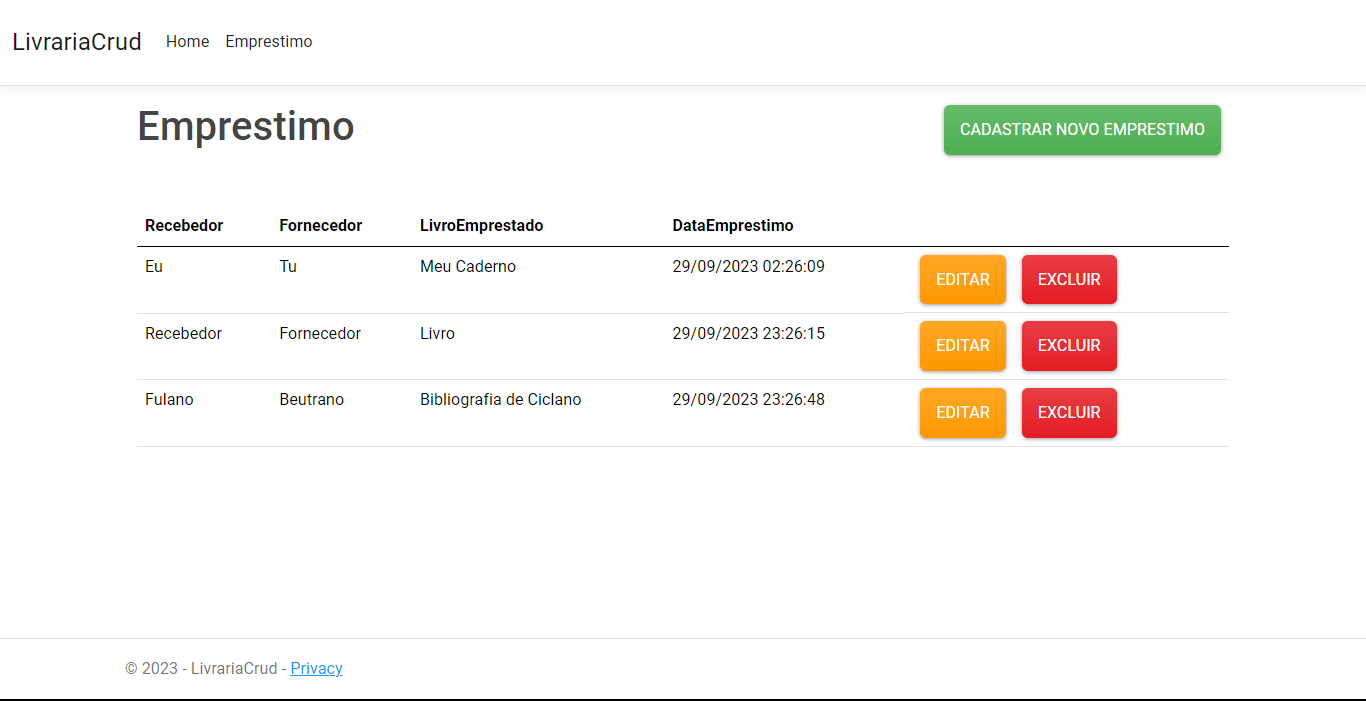 LivrariaCrud Home Emprestimo
Emprestimo
CADASTRAR NOVO EMPRESTIMO
Recebedor Fornecedor LivroEmprestado DataEmprestimo
Eu Tu Meu Caderno 29/09/2023 02:26:09 EDITAR EXCLUIR
Recebedor Fornecedor Livro 29/09/2023 23:26:15 EDITAR EXCLUIR
Fulano Beutrano Bibliografia de Ciclano 29/09/2023 23:26:48 EDITAR EXCLUIR
© 2023 - LivrariaCrud - Privacy